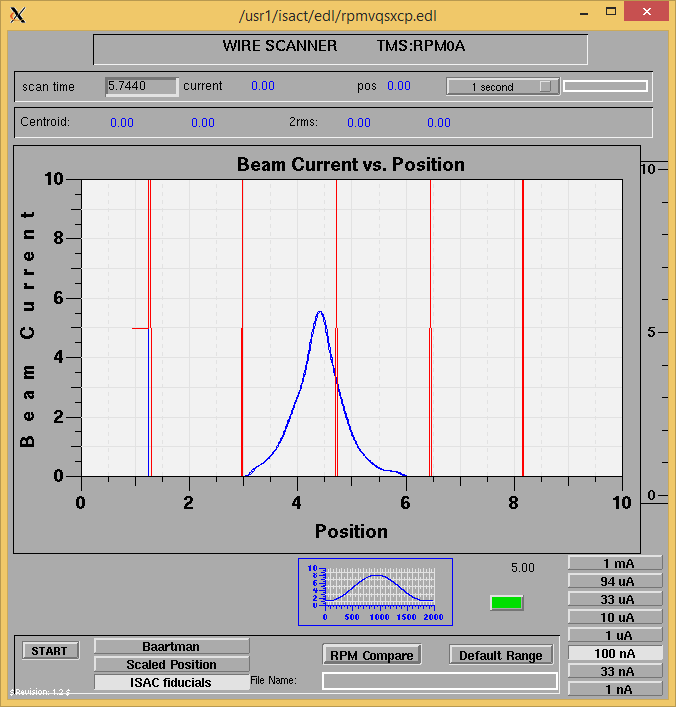 /usr1/isact/edl/rpmvqsxcp.edl
WIRE SCANNER TMS:RPM0A
scan time 5.7440 current 0.00 pos 0.00 1 second
Centroid: 0.00 0.00 2rms: 0.00 0.00
Beam Current vs. Position
Beam Current
10
8
6
4
2
0
0 2 4 6 8 10
Position
10
5
0
10
8
6
4
2
0
0 500 1000 1500 2000
5.00
1 mA
94 uA
33 uA
10 uA
1 uA
100 nA
33 nA
1 nA
START
Baartman
Scaled Position
ISAC fiducials
RPM Compare
Default Range
File Name:
$Revision: 1.2 $